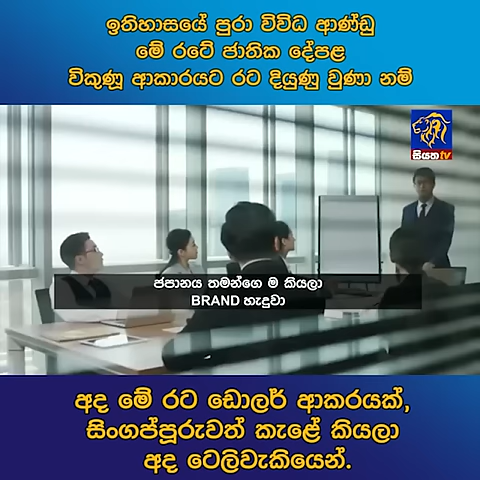 ඉතිහාසයේ පුරා විවිධ ආණ්ඩු
මේ රටේ ජාතික දේපළ
විකුණූ ආකාරයට රට දියුණු වුණා නම්
සියත tv
ජපානය තමන්ගෙ ම කියලා
BRAND හැදුවා
අද මේ රට ඩොලර් ආකරයක්,
සිංගප්පූරුවත් කැළේ කියලා
අද ටෙලිවැකියෙන්.